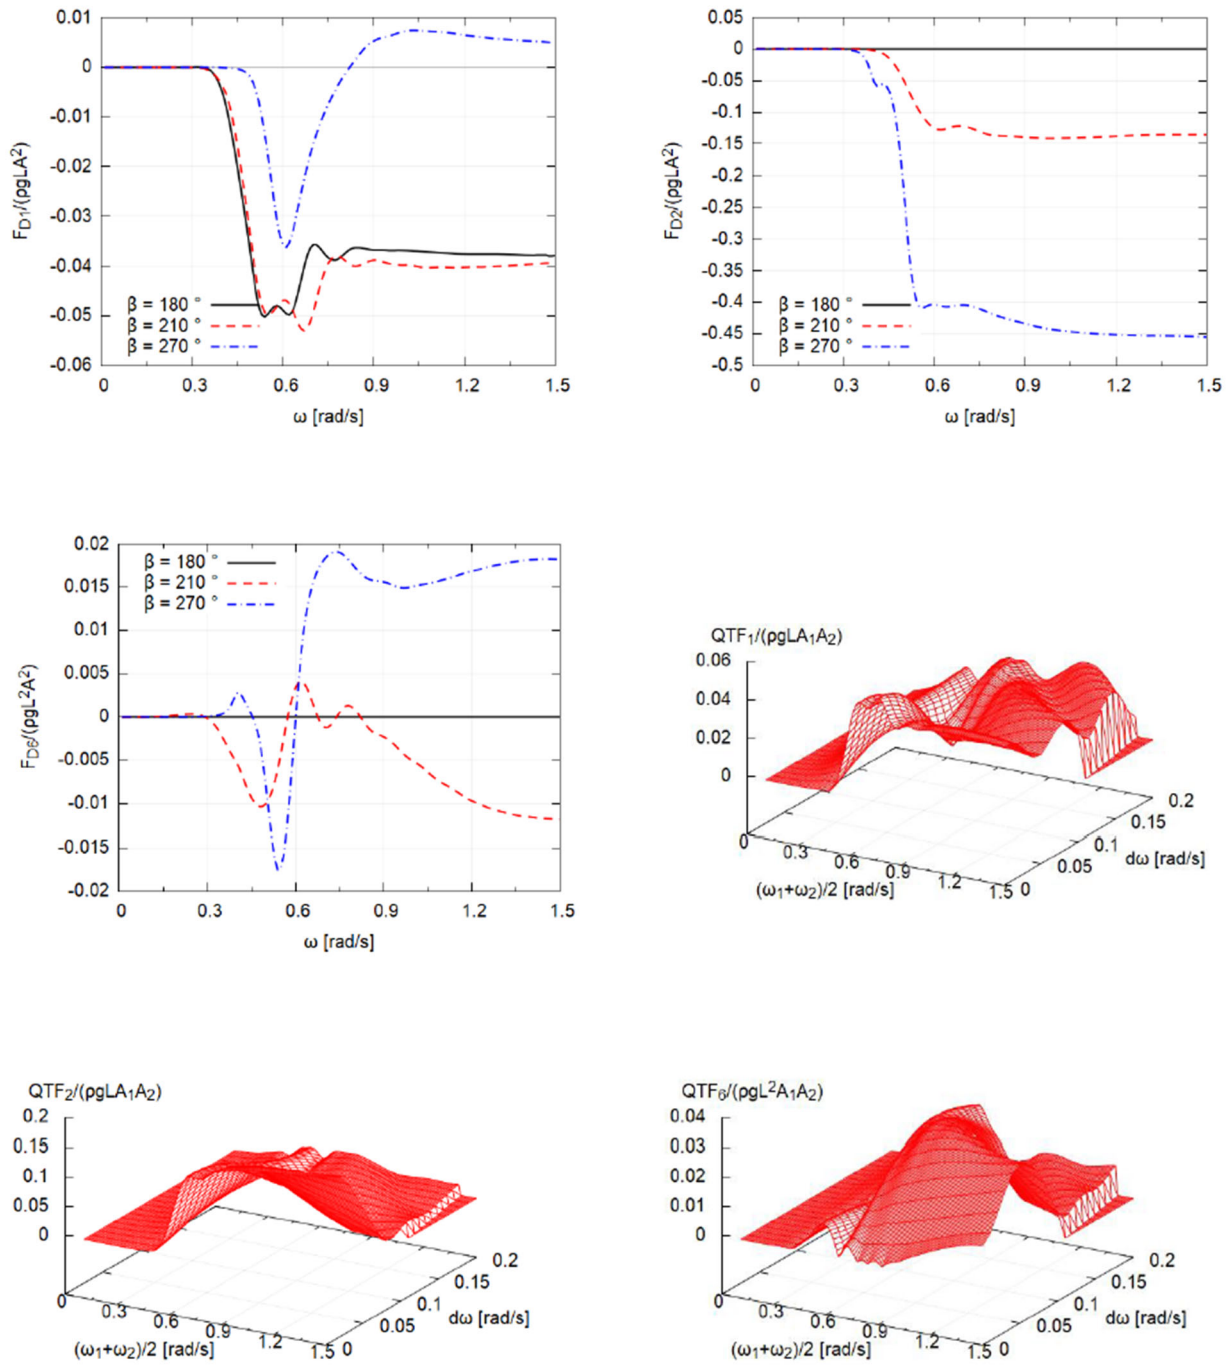 0.01
0
-0.01
-0.02
-0.03
-0.04
-0.05
-0.06
F_D1/(ρgLA²)
β = 180 °
β = 210 °
β = 270 °
0 0.3 0.6 0.9 1.2 1.5
ω [rad/s]
0.05
0
-0.05
-0.1
-0.15
-0.2
-0.25
-0.3
-0.35
-0.4
-0.45
-0.5
F_D2/(ρgLA²)
β = 180 °
β = 210 °
β = 270 °
0 0.3 0.6 0.9 1.2 1.5
ω [rad/s]
0.02
0.015
0.01
0.005
0
-0.005
-0.01
-0.015
-0.02
F_D6/(ρgL²A²)
β = 180 °
β = 210 °
β = 270 °
0 0.3 0.6 0.9 1.2 1.5
ω [rad/s]
QTF₁/(ρgLA₁A₂)
0.06
0.04
0.02
0
0 0.3 0.6 0.9 1.2 1.5
(ω₁+ω₂)/2 [rad/s]
0 0.05 0.1 0.15 0.2
dω [rad/s]
QTF₂/(ρgLA₁A₂)
0.2
0.15
0.1
0.05
0
0 0.3 0.6 0.9 1.2 1.5
(ω₁+ω₂)/2 [rad/s]
0 0.05 0.1 0.15 0.2
dω [rad/s]
QTF₆/(ρgL²A₁A₂)
0.04
0.03
0.02
0.01
0
0 0.3 0.6 0.9 1.2 1.5
(ω₁+ω₂)/2 [rad/s]
0 0.05 0.1 0.15 0.2
dω [rad/s]